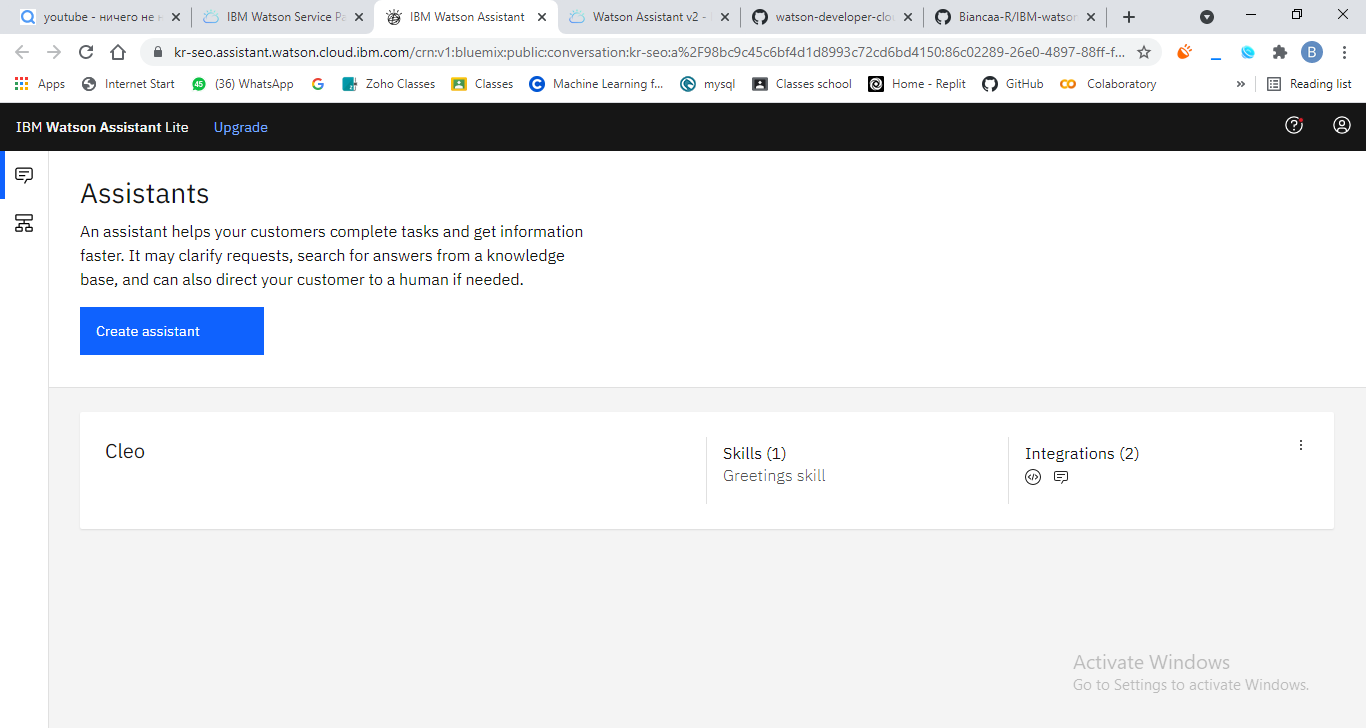 youtube - ничего не н
IBM Watson Service Pa
IBM Watson Assistant
Watson Assistant v2 -
watson-developer-clou
Biancaa-R/IBM-watson
kr-seo.assistant.watson.cloud.ibm.com/crn:v1:bluemix:public:conversation:kr-seo:a%2F98bc9c45c6bf4d1d8993c72cd6bd4150:86c02289-26e0-4897-88ff-f...
B
Apps
Internet Start
45
(36) WhatsApp
Zoho Classes
Classes
Machine Learning f...
mysql
Classes school
Home - Replit
GitHub
Colaboratory
»
Reading list
IBM Watson Assistant Lite
Upgrade
Assistants
An assistant helps your customers complete tasks and get information
faster. It may clarify requests, search for answers from a knowledge
base, and can also direct your customer to a human if needed.
Create assistant
Cleo
Skills (1)
Greetings skill
Integrations (2)
Activate Windows
Go to Settings to activate Windows.